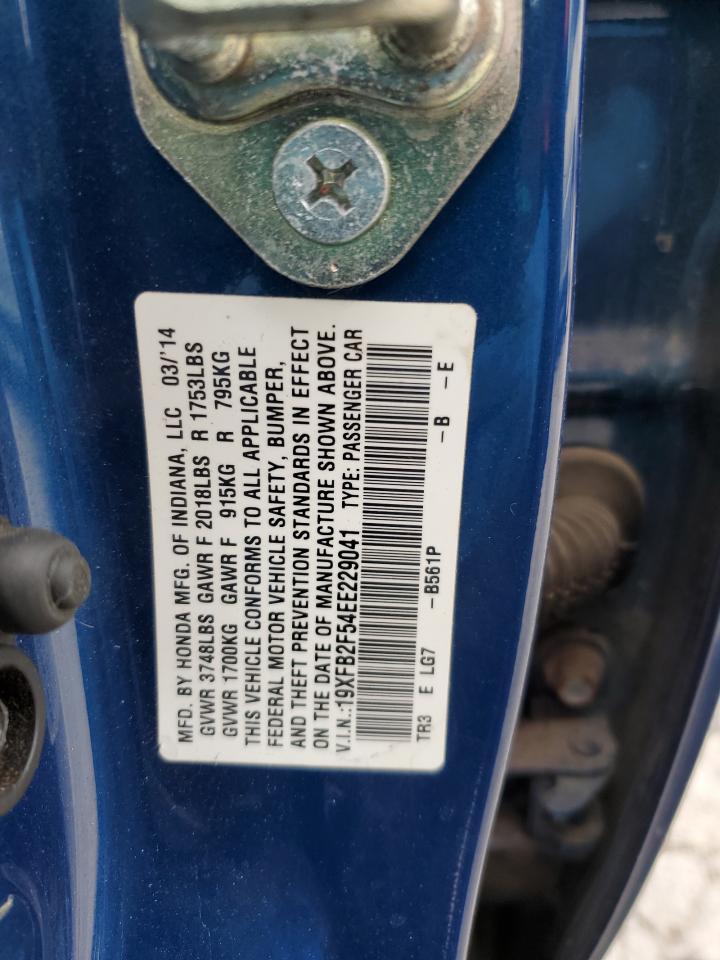 MFD. BY HONDA MFG. OF INDIANA, LLC 03/'14
GVWR 3748LBS GAWR F 2018LBS R 1753LBS
GVWR 1700KG GAWR F 915KG R 795KG
THIS VEHICLE CONFORMS TO ALL APPLICABLE
FEDERAL MOTOR VEHICLE SAFETY, BUMPER,
AND THEFT PREVENTION STANDARDS IN EFFECT
ON THE DATE OF MANUFACTURE SHOWN ABOVE.
V.I.N.:19XFB2F54EE229041 TYPE: PASSENGER CAR
TR3 E LG7 -B561P -B -E